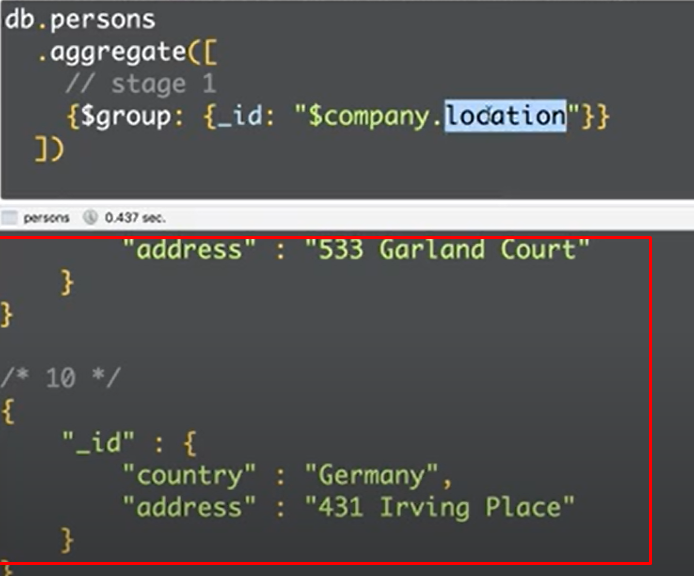 db.persons
.aggregate([
// stage 1
{$group: {_id: "$company.location"}}
])
persons 0.437 sec.
"address" : "533 Garland Court"
}
}
/* 10 */
{
"_id" : {
"country" : "Germany",
"address" : "431 Irving Place"
}
}